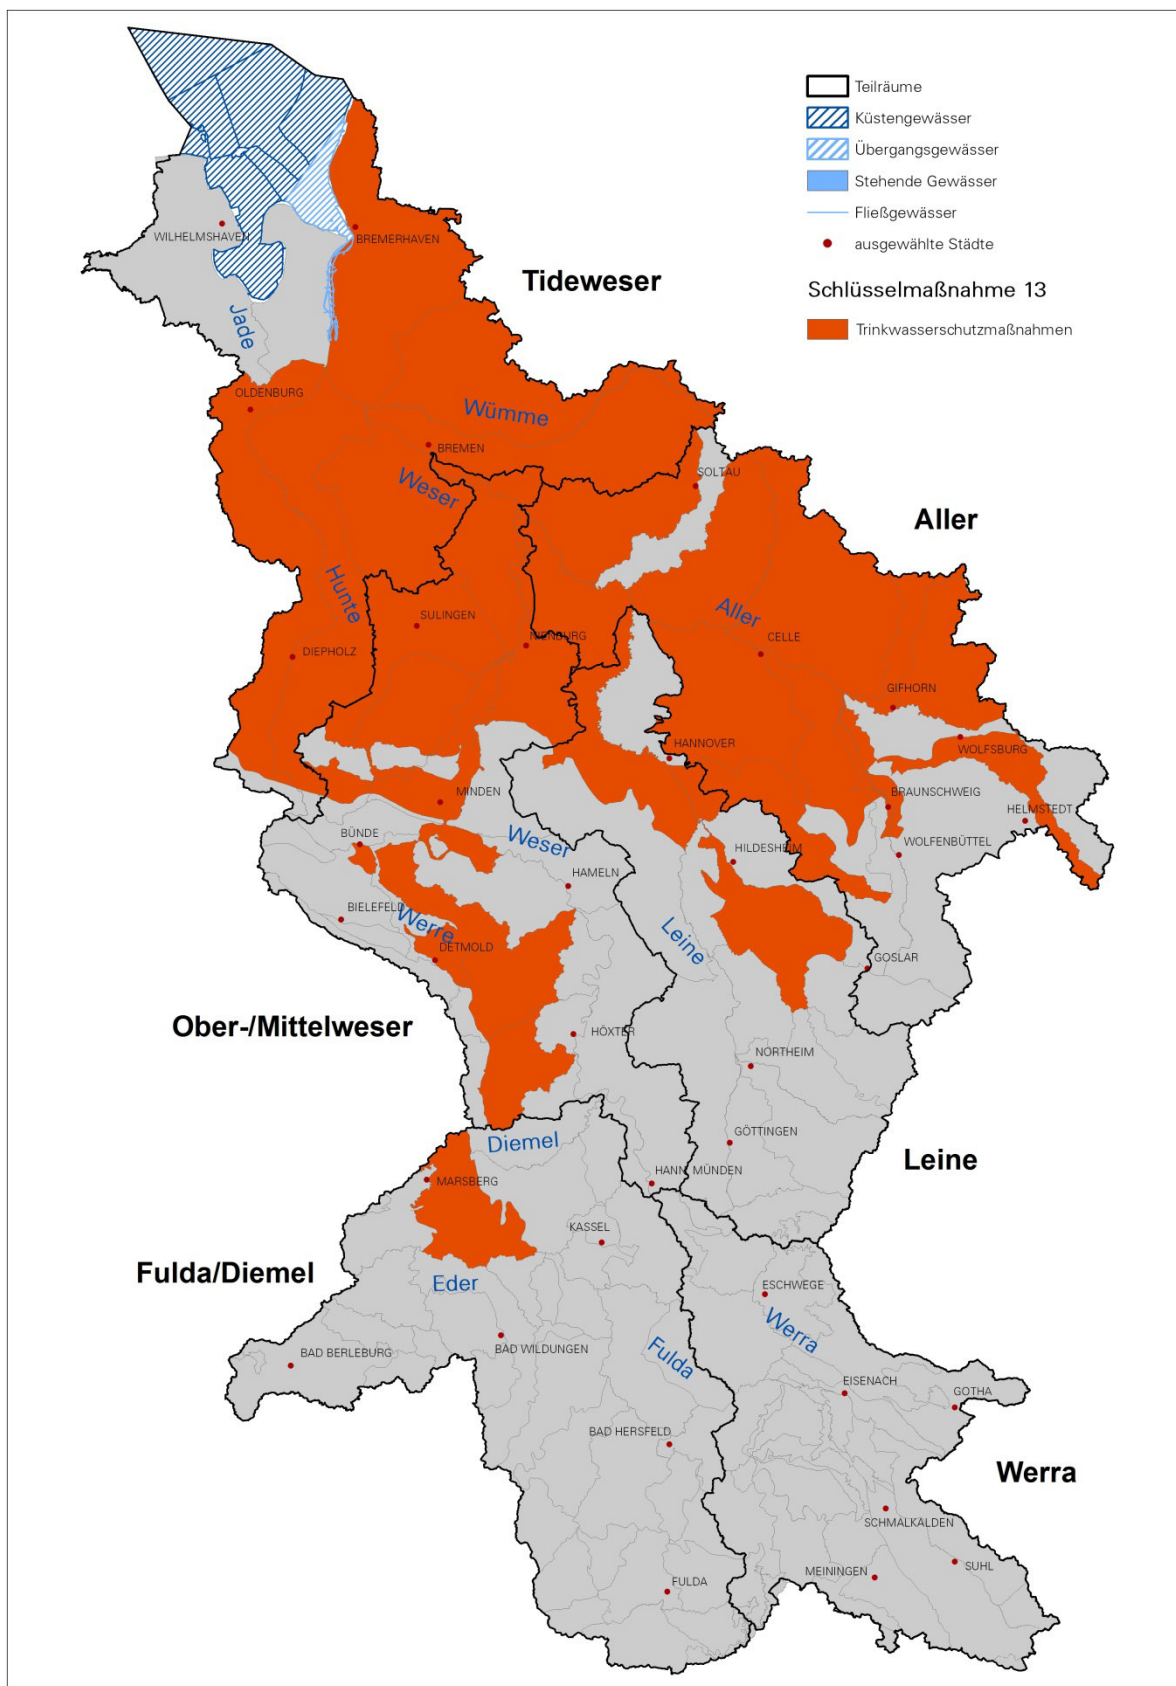 Teilräume
Küstengewässer
Übergangsgewässer
Stehende Gewässer
Fließgewässer
ausgewählte Städte
Schlüsselmaßnahme 13
Trinkwasserschutzmaßnahmen
WILHELMSHAVEN
BREMERHAVEN
Tideweser
Jade
OLDENBURG
Wümme
BREMEN
Weser
SOLTAU
Aller
Hunte
Aller
SULINGEN
NIENBURG
CELLE
DIEPHOLZ
GIFHORN
HANNOVER
WOLFSBURG
MINDEN
BRAUNSCHWEIG
HELMSTEDT
BÜNDE
Weser
WOLFENBÜTTEL
HILDESHEIM
HAMELN
BIELEFELD
Werre
Leine
DETMOLD
GOSLAR
Ober-/Mittelweser
HÖXTER
NORTHEIM
GÖTTINGEN
Diemel
Leine
HANN. MÜNDEN
MARSBERG
KASSEL
Fulda/Diemel
Eder
ESCHWEGE
Werra
BAD BERLEBURG
BAD WILDUNGEN
Fulda
EISENACH
GOTHA
BAD HERSFELD
Werra
SCHMALKALDEN
SUHL
MEININGEN
FULDA